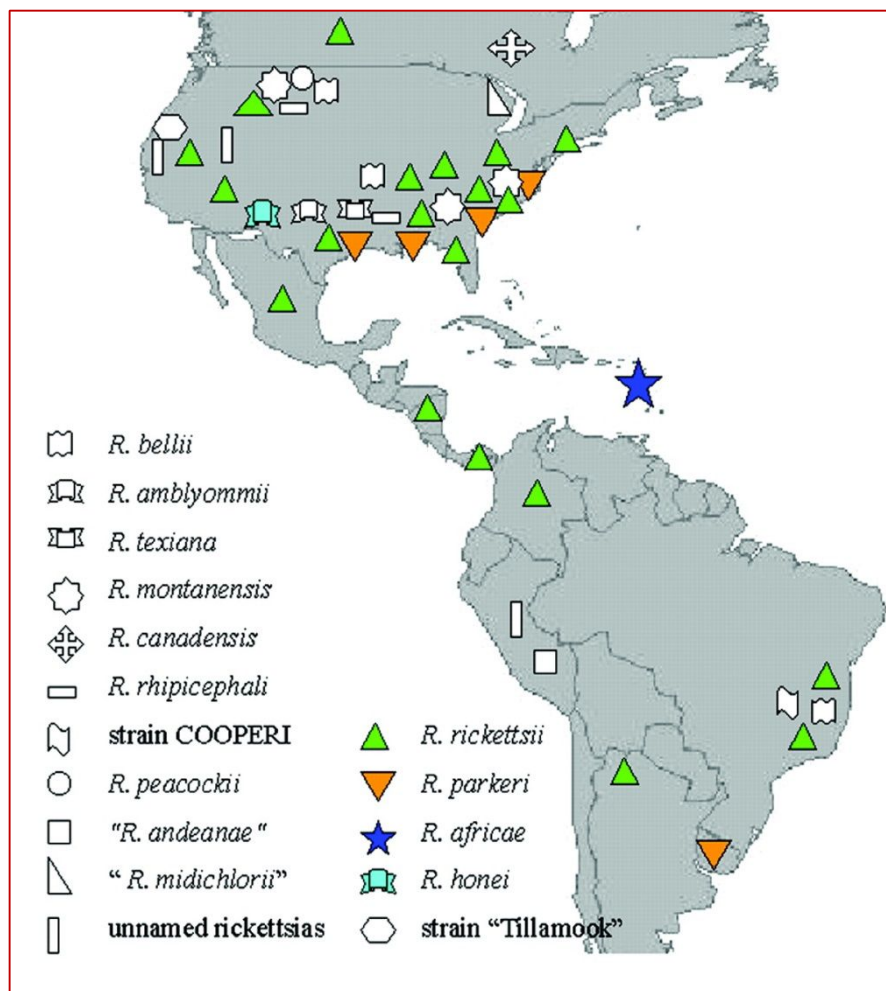 R. bellii
R. amblyommii
R. texiana
R. montanensis
R. canadensis
R. rhipicephali
strain COOPERI
R. peacockii
"R. andeanae"
“ R. midichlorii”
unnamed rickettsias
R. rickettsii
R. parkeri
R. africae
R. honei
strain “Tillamook”